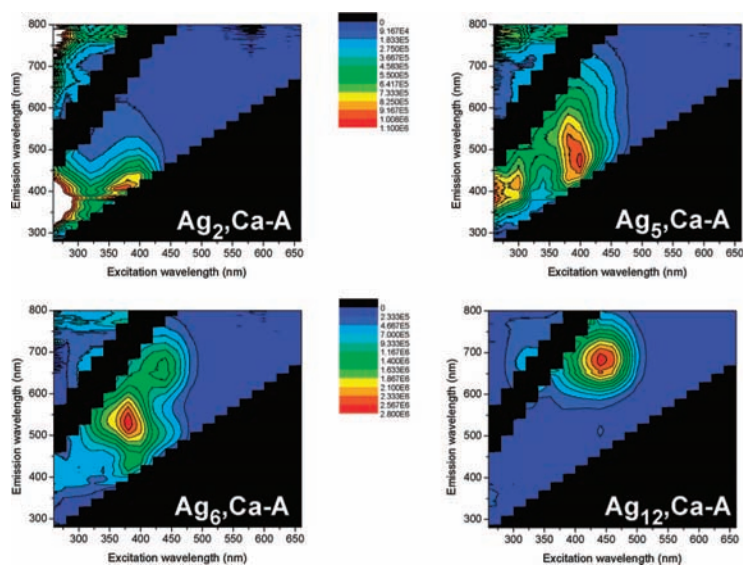 800
700
600
500
400
300
Emission wavelength (nm)
Ag₂,Ca-A
300 350 400 450 500 550 600 650
Excitation wavelength (nm)
0
9.167E4
1.833E5
2.750E5
3.667E5
4.583E5
5.500E5
6.417E5
7.333E5
8.250E5
9.167E5
1.008E6
1.100E6
800
700
600
500
400
300
Emission wavelength (nm)
Ag₅,Ca-A
300 350 400 450 500 550 600 650
Excitation wavelength (nm)
800
700
600
500
400
300
Emission wavelength (nm)
Ag₆,Ca-A
300 350 400 450 500 550 600 650
Excitation wavelength (nm)
0
2.333E5
4.667E5
7.000E5
9.333E5
1.167E6
1.400E6
1.633E6
1.867E6
2.100E6
2.333E6
2.567E6
2.800E6
800
700
600
500
400
300
Emission wavelength (nm)
Ag₁₂,Ca-A
300 350 400 450 500 550 600 650
Excitation wavelength (nm)